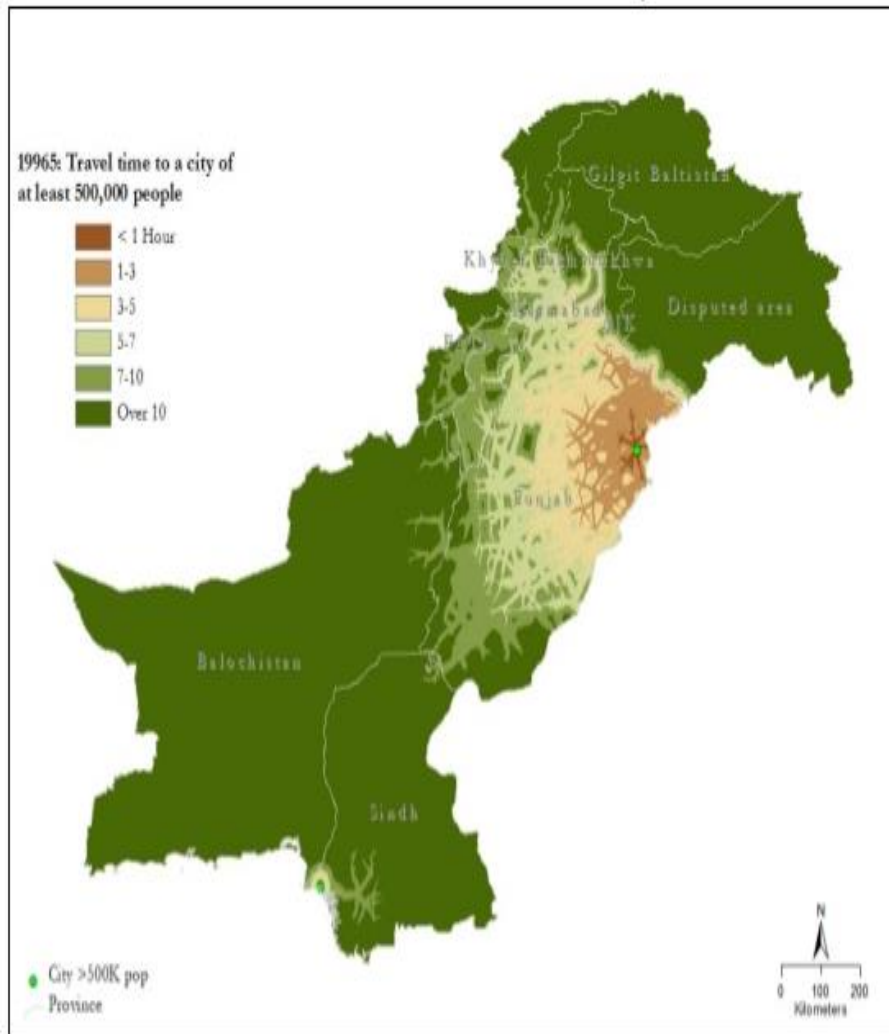 19965: Travel time to a city of
at least 500,000 people
< 1 Hour
1-3
3-5
5-7
7-10
Over 10
Gilgit Baltistan
Disputed area
Punjab
Balochistan
Sindh
City >500K pop
Province
N
0 100 200
Kilometers